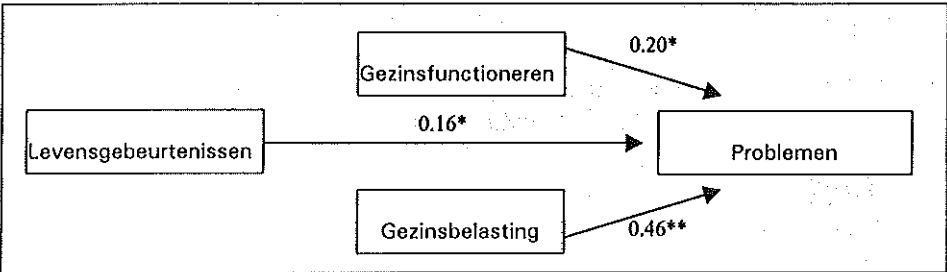 0.20*
Gezinsfunctioneren
0.16*
Levensgebeurtenissen
Problemen
Gezinsbelasting
0.46**